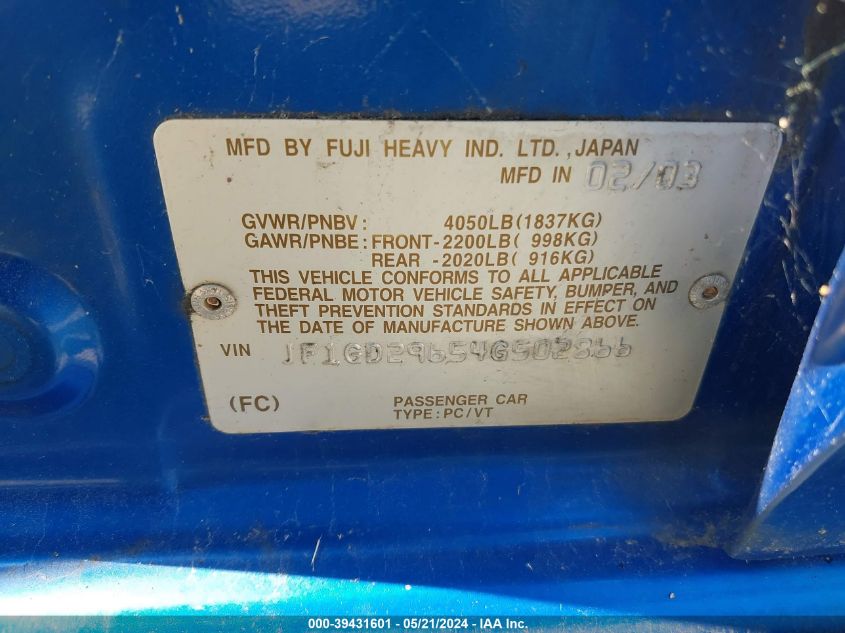 MFD BY FUJI HEAVY IND. LTD., JAPAN
MFD IN 02/03
GVWR/PNBV: 4050LB(1837KG)
GAWR/PNBE: FRONT-2200LB( 998KG)
REAR -2020LB( 916KG)
THIS VEHICLE CONFORMS TO ALL APPLICABLE
FEDERAL MOTOR VEHICLE SAFETY, BUMPER, AND
THEFT PREVENTION STANDARDS IN EFFECT ON
THE DATE OF MANUFACTURE SHOWN ABOVE.
VIN JF1GD29654G502866
(FC) PASSENGER CAR
TYPE: PC/VT
000-39431601 - 05/21/2024 - IAA Inc.